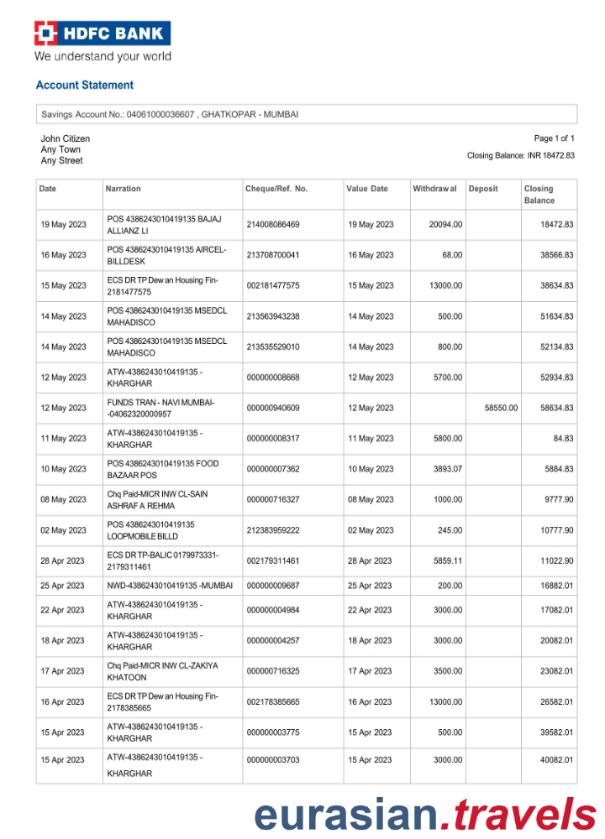 HDFC BANK
We understand your world
Account Statement
Savings Account No.: 04061000036607 , GHATKOPAR - MUMBAI
John Citizen
Any Town
Any Street
Page 1 of 1
Closing Balance: INR 18472.83
Date Narration Cheque/Ref. No. Value Date Withdrawal Deposit Closing
Balance
19 May 2023 POS 4386243010419135 BAJAJ
ALLIANZ LI 214008086469 19 May 2023 20094.00 18472.83
16 May 2023 POS 4386243010419135 AIRCEL-
BILLDESK 213708700041 16 May 2023 68.00 38566.83
15 May 2023 ECS DR TP Dewan Housing Fin-
2181477575 002181477575 15 May 2023 13000.00 38634.83
14 May 2023 POS 4386243010419135 MSEDCL
MAHADISCO 213563943238 14 May 2023 500.00 51634.83
14 May 2023 POS 4386243010419135 MSEDCL
MAHADISCO 213535529010 14 May 2023 800.00 52134.83
12 May 2023 ATW-4386243010419135 -
KHARGHAR 000000008668 12 May 2023 5700.00 52934.83
12 May 2023 FUNDS TRAN - NAVI MUMBAI-
-04062320000957 000000940609 12 May 2023 58550.00 58634.83
11 May 2023 ATW-4386243010419135 -
KHARGHAR 000000008317 11 May 2023 5800.00 84.83
10 May 2023 POS 4386243010419135 FOOD
BAZAAR POS 000000007362 10 May 2023 3893.07 5884.83
08 May 2023 Chq Paid-MICR INW CL-SAIN
ASHRAF A REHMA 000000716327 08 May 2023 1000.00 9777.90
02 May 2023 POS 4386243010419135
LOOPMOBILE BILLD 212383959222 02 May 2023 245.00 10777.90
28 Apr 2023 ECS DR TP-BALIC 0179973331-
2179311461 002179311461 28 Apr 2023 5859.11 11022.90
25 Apr 2023 NWD-4386243010419135 -MUMBAI 000000009687 25 Apr 2023 200.00 16882.01
22 Apr 2023 ATW-4386243010419135 -
KHARGHAR 000000004984 22 Apr 2023 3000.00 17082.01
18 Apr 2023 ATW-4386243010419135 -
KHARGHAR 000000004257 18 Apr 2023 3000.00 20082.01
17 Apr 2023 Chq Paid-MICR INW CL-ZAKIYA
KHATOON 000000716325 17 Apr 2023 3500.00 23082.01
16 Apr 2023 ECS DR TP Dewan Housing Fin-
2178385665 002178385665 16 Apr 2023 13000.00 26582.01
15 Apr 2023 ATW-4386243010419135 -
KHARGHAR 000000003775 15 Apr 2023 500.00 39582.01
15 Apr 2023 ATW-4386243010419135 -
KHARGHAR 000000003703 15 Apr 2023 3000.00 40082.01
eurasian.travels